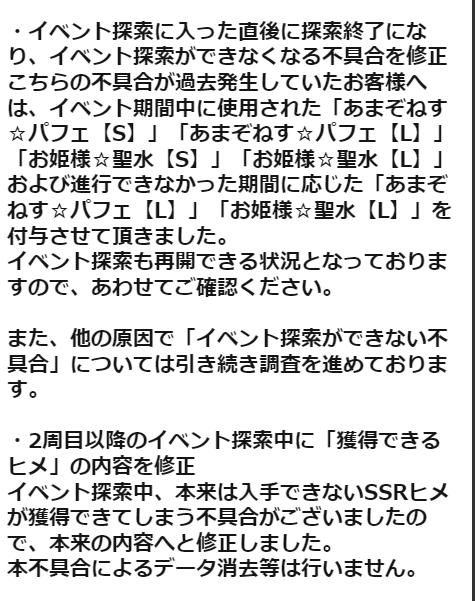 ・イベント探索に入った直後に探索終了にな
り、イベント探索ができなくなる不具合を修正
こちらの不具合が過去発生していたお客様へ
は、イベント期間中に使用された「あまぞねす
☆パフェ【S】」「あまぞねす☆パフェ【L】」
「お姫様☆聖水【S】」「お姫様☆聖水【L】」
および進行できなかった期間に応じた「あまぞ
ねす☆パフェ【L】」「お姫様☆聖水【L】」を
付与させて頂きました。
イベント探索も再開できる状況となっておりま
すので、あわせてご確認ください。
また、他の原因で「イベント探索ができない不
具合」については引き続き調査を進めておりま
す。
・2周目以降のイベント探索中に「獲得できる
ヒメ」の内容を修正
イベント探索中、本来は入手できないSSRヒメ
が獲得できてしまう不具合がございましたの
で、本来の内容へと修正しました。
本不具合によるデータ消去等は行いません。